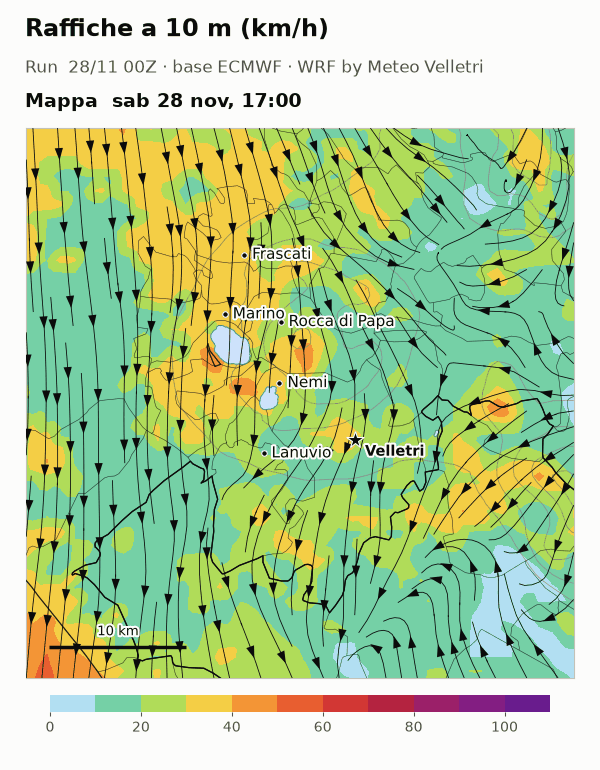 Raffiche a 10 m (km/h)
Run  28/11 00Z · base ECMWF · WRF by Meteo Velletri
Mappa  sab 28 nov, 17:00
Frascati
Marino
Rocca di Papa
Nemi
Velletri
Lanuvio
10 km
0 20 40 60 80 100